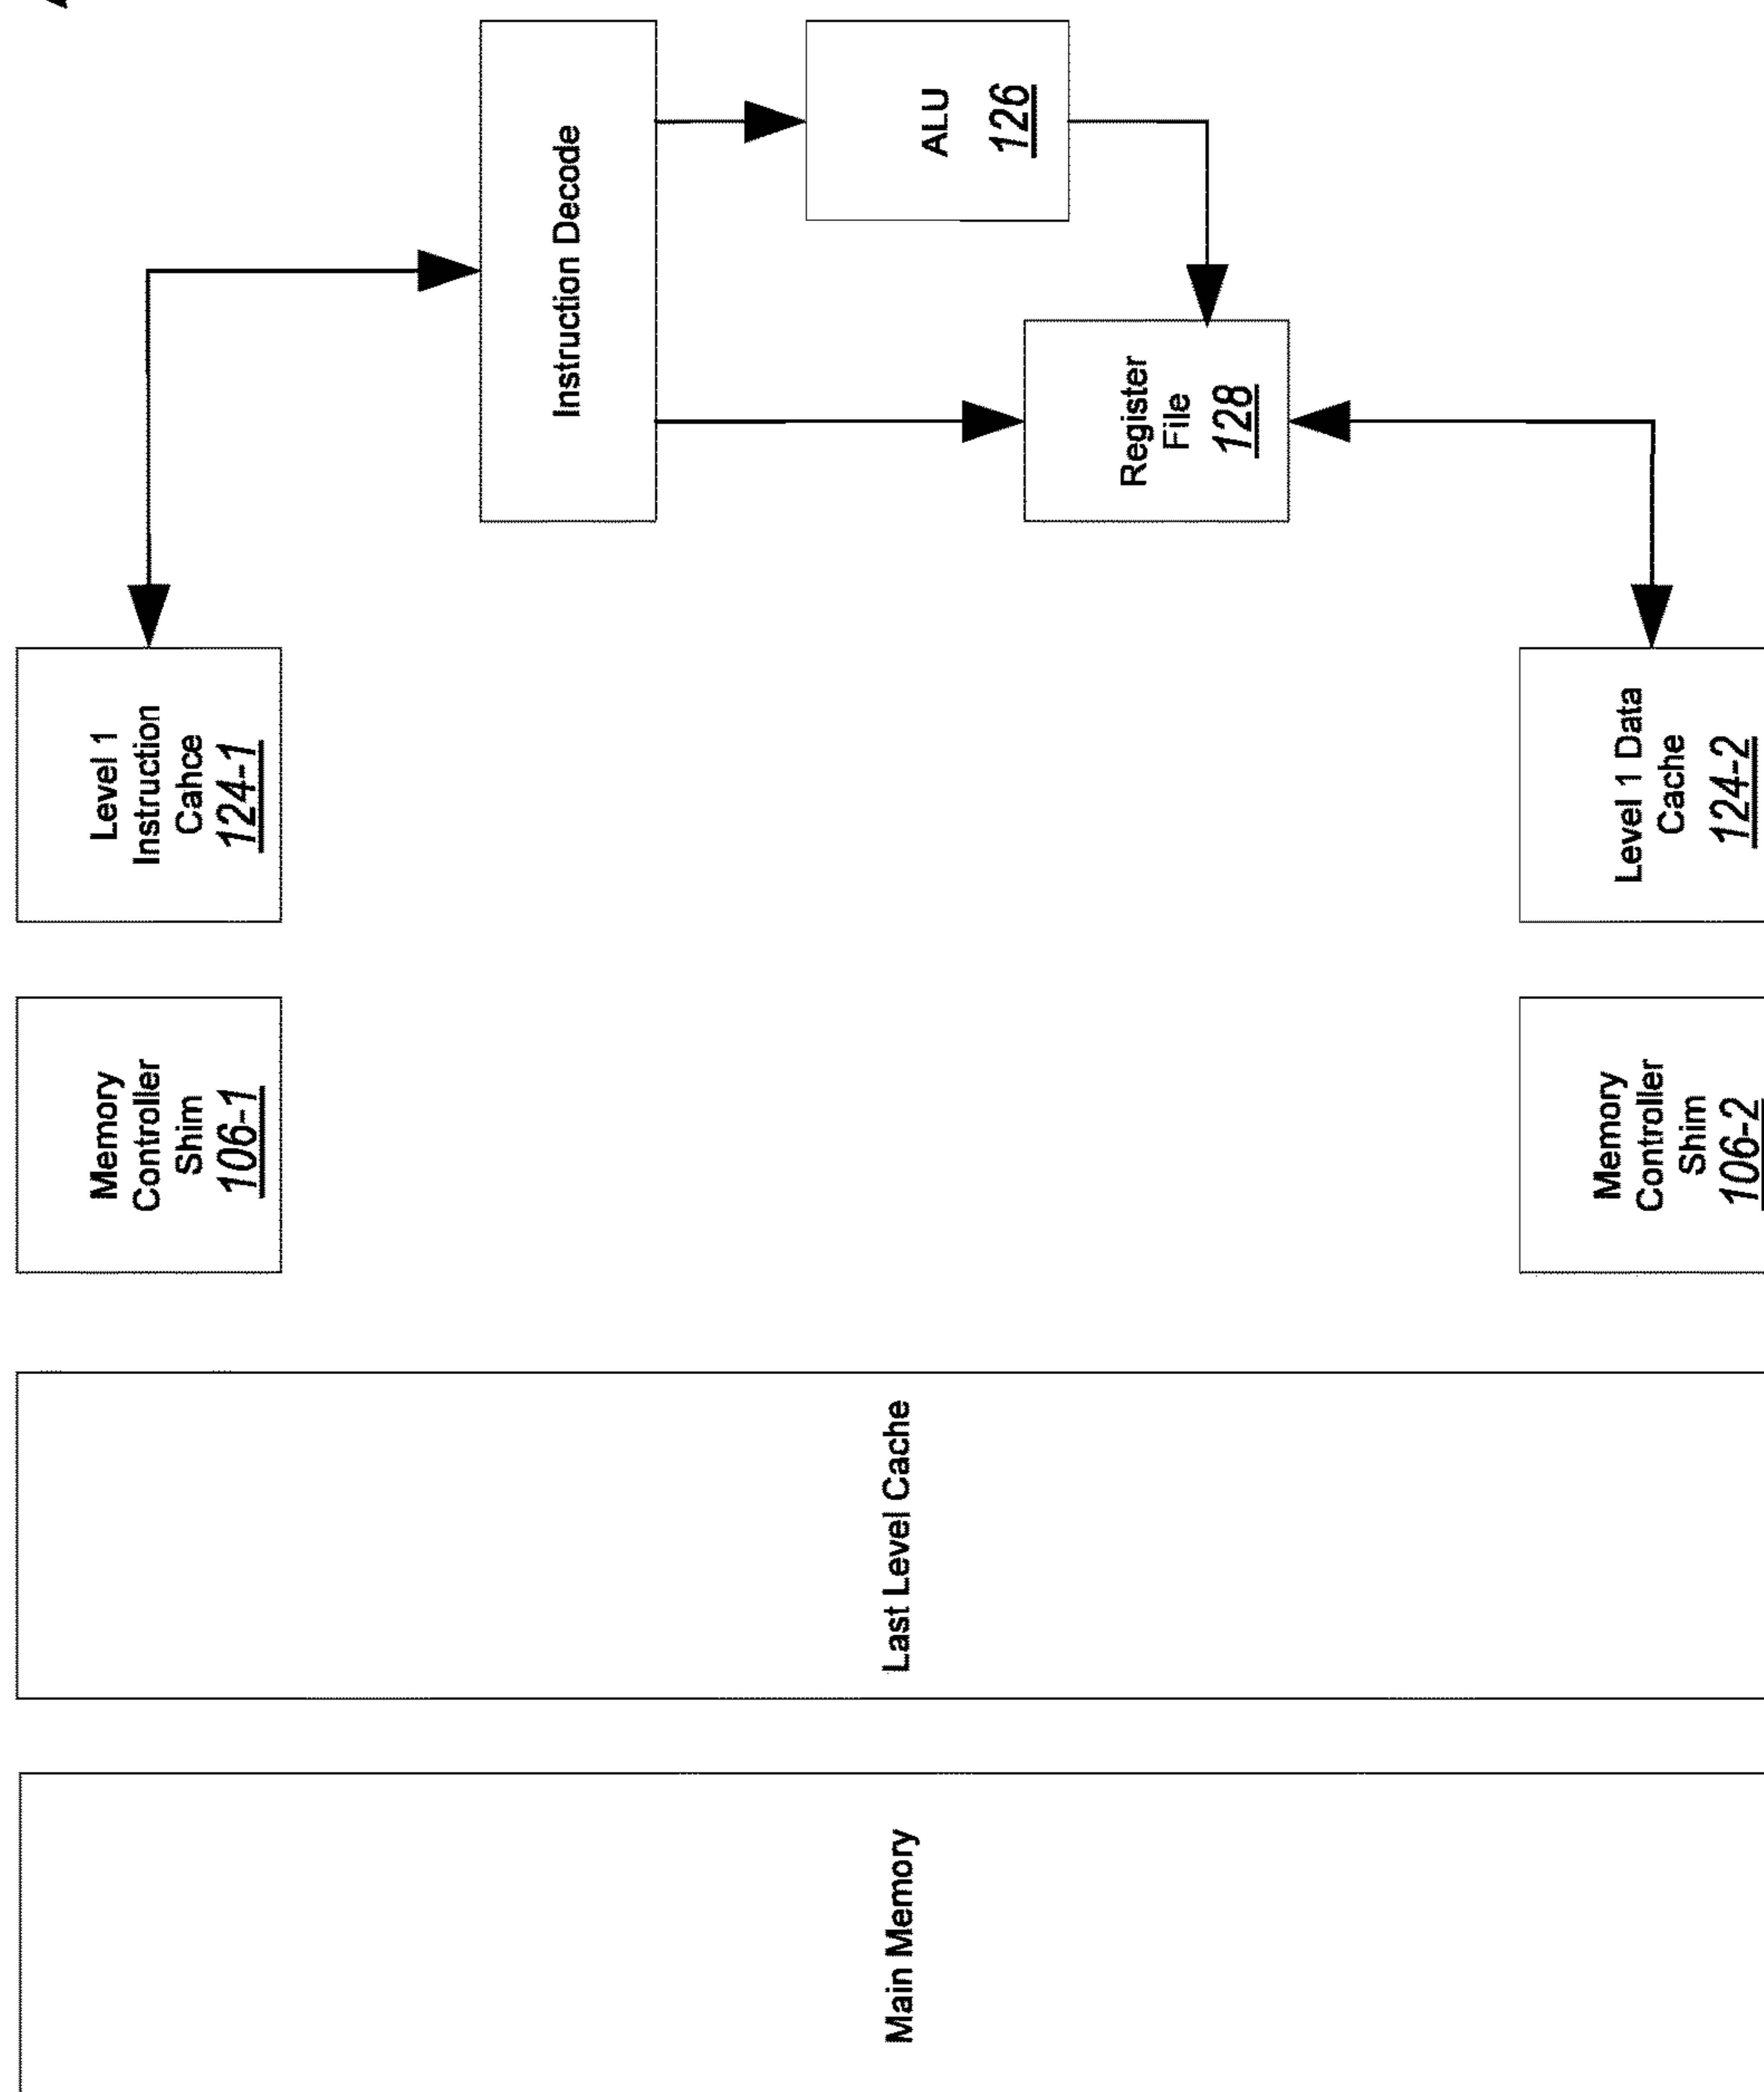 Main Memory
Last Level Cache
Memory
Controller
Shim
106-1
Level 1
Instruction
Cahce
124-1
Instruction Decode
ALU
126
Register
File
128
Memory
Controller
Shim
106-2
Level 1 Data
Cache
124-2